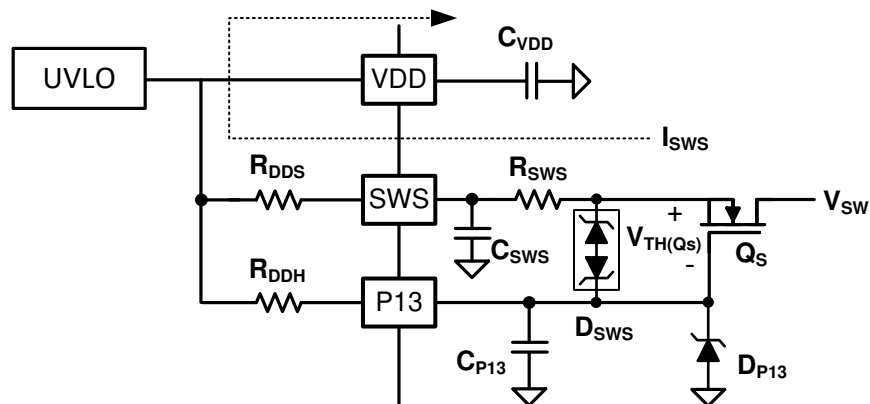 C_VDD
UVLO
VDD
I_SWS
R_DDS
R_SWS
SWS
V_SW
+
V_TH(Qs)
-
Q_S
C_SWS
R_DDH
P13
D_SWS
C_P13
D_P13